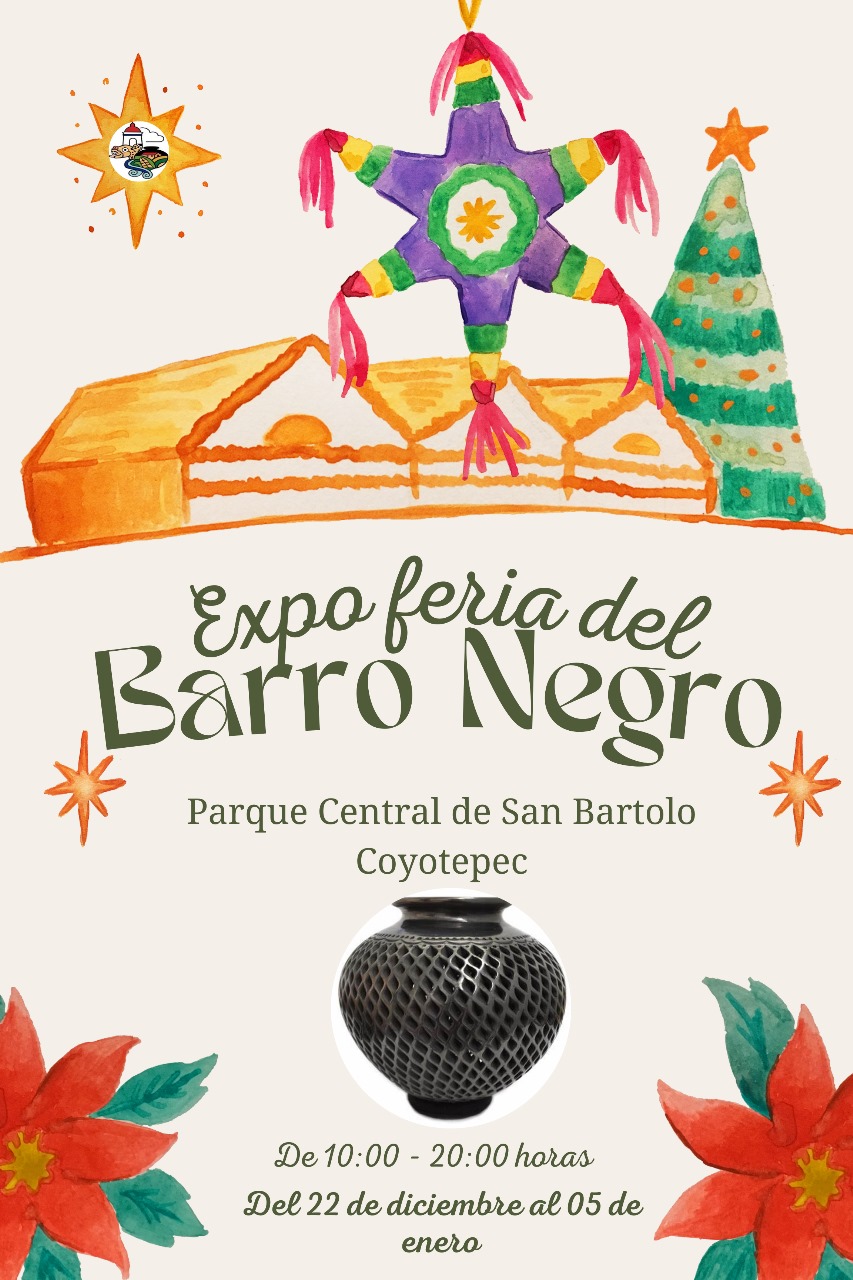 Expo feria del
Barro Negro
Parque Central de San Bartolo
Coyotepec
De 10:00 - 20:00 horas
Del 22 de diciembre al 05 de
enero